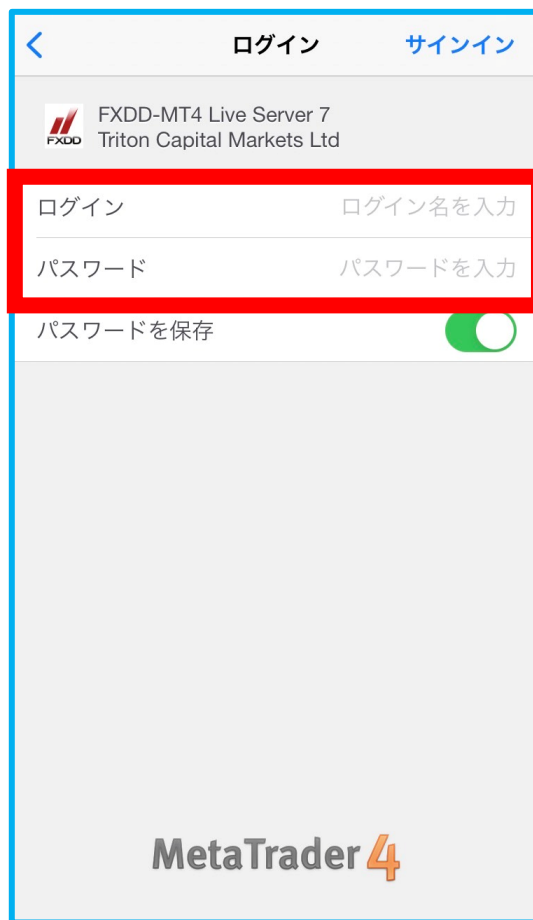 ログイン サインイン
FXDD
FXDD-MT4 Live Server 7
Triton Capital Markets Ltd
ログイン ログイン名を入力
パスワード パスワードを入力
パスワードを保存
MetaTrader 4